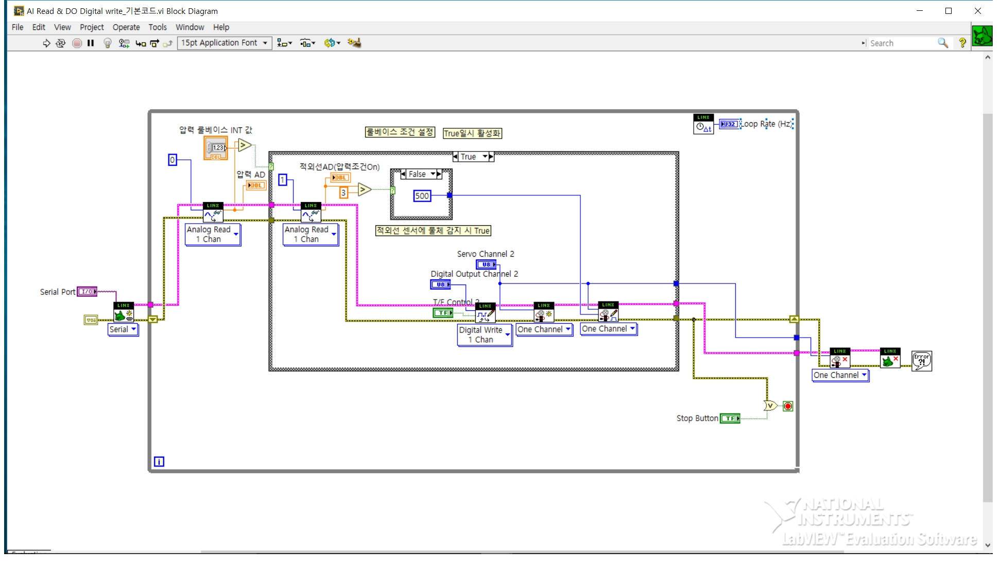 AI Read & DO Digital write_기본코드.vi Block Diagram
File Edit View Project Operate Tools Window Help
15pt Application Font
Search
압력 룰베이스 INT 값
1.23
DBL
0
압력 AD
DBL
룰베이스 조건 설정
True일시 활성화
LINX
Δt
U32
Loop Rate (Hz)
True
적외선AD(압력조건On)
DBL
1
3
False
500
LINX
Analog Read
1 Chan
LINX
Analog Read
1 Chan
적외선 센서에 물체 감지 시 True
Servo Channel 2
U8
Digital Output Channel 2
U8
T/F Control 2
TF
LINX
Digital Write
1 Chan
LINX
One Channel
LINX
One Channel
Serial Port
I/O
LINX
Serial
LINX
One Channel
LINX
Error
?!
Stop Button
TF
i
NATIONAL
INSTRUMENTS™
LabVIEW™ Evaluation Software